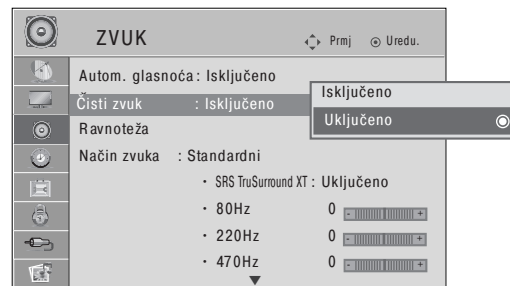 ZVUK
Prmj
Uredu.
Autom. glasnoća : Isključeno
Čisti zvuk : Isključeno
Isključeno
Uključeno
Ravnoteža
Način zvuka : Standardni
• SRS TruSurround XT : Uključeno
• 80Hz 0 - +
• 220Hz 0 - +
• 470Hz 0 - +